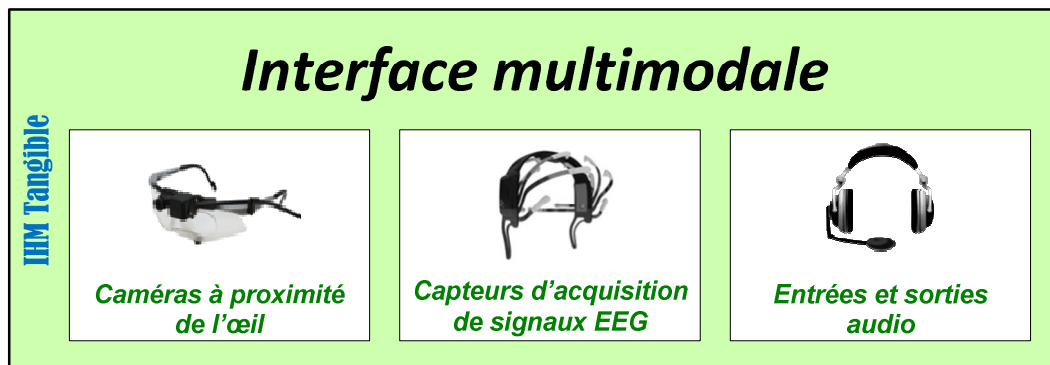 Interface multimodale
IHM Tangible
Caméras à proximité
de l'œil
Capteurs d'acquisition
de signaux EEG
Entrées et sorties
audio